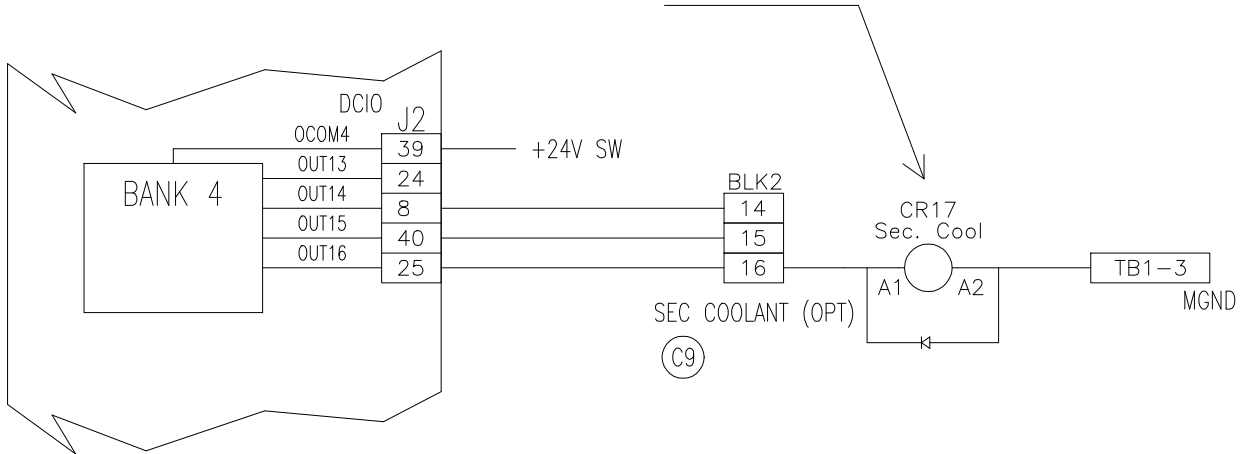 DCIO
J2
OCOM4
39
+24V SW
OUT13
24
BANK 4
OUT14
8
BLK2
14
OUT15
40
15
OUT16
25
16
CR17
Sec. Cool
A1
A2
TB1-3
MGND
SEC COOLANT (OPT)
C9